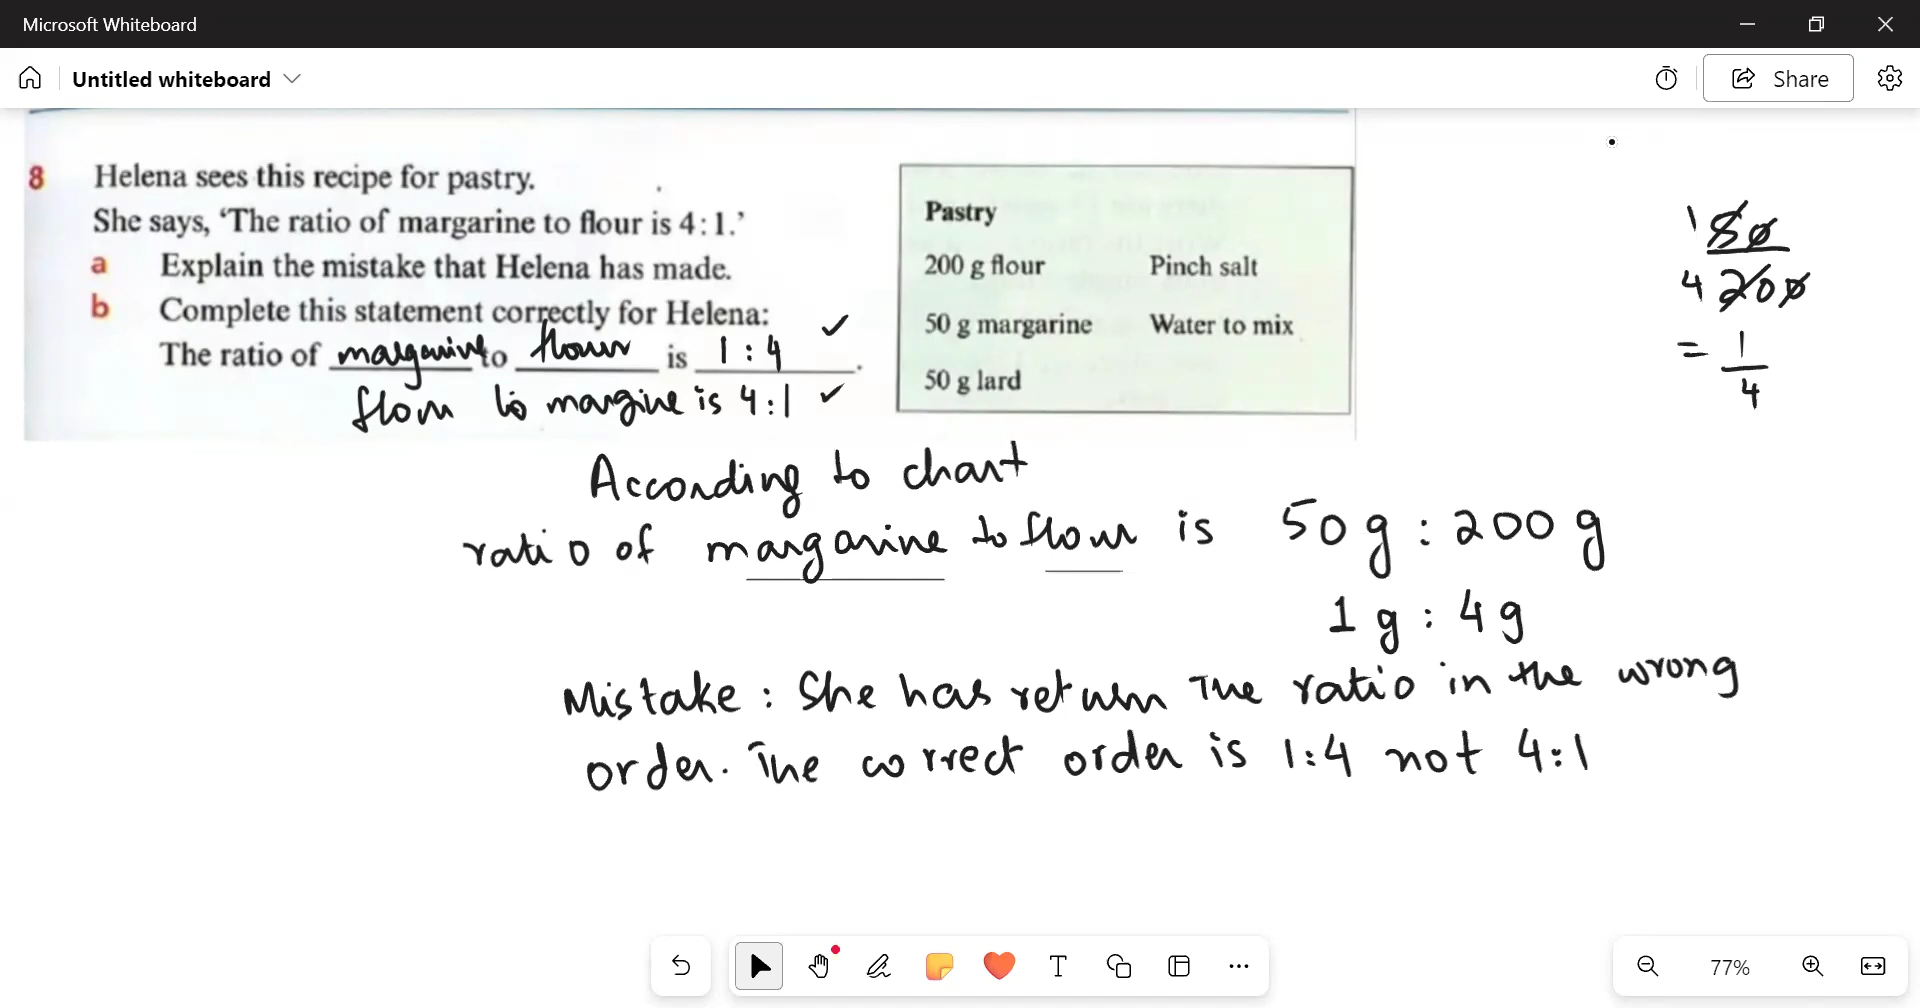 Microsoft Whiteboard
Untitled whiteboard
Share
8 Helena sees this recipe for pastry.
She says, ‘The ratio of margarine to flour is 4 : 1.’
a Explain the mistake that Helena has made.
b Complete this statement correctly for Helena:
The ratio of margarine to flour is 1 : 4 ✓.
flour to margine is 4 : 1 ✓
Pastry
200 g flour Pinch salt
50 g margarine Water to mix
50 g lard
1 50
4 200
= 1
4
According to chart
ratio of margarine to flour is 50 g : 200 g
1 g : 4 g
Mistake : She has return The ratio in the wrong
order. The correct order is 1:4 not 4:1
77%